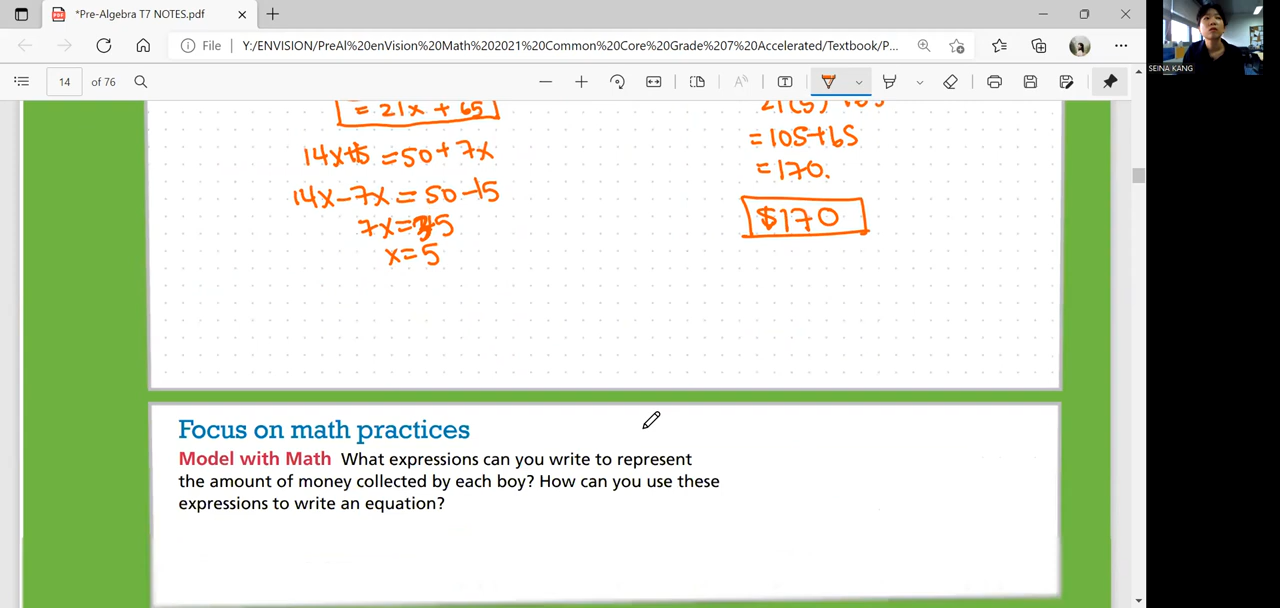 *Pre-Algebra T7 NOTES.pdf
File Y:/ENVISION/PreAl%20enVision%20Math%202021%20Common%20Core%20Grade%207%20Accelerated/Textbook/P...
14 of 76
SEINA KANG
= 21x + 65
14x+15 = 50 + 7x
14x - 7x = 50 - 15
7x = 35
x = 5
= 105 + 65
= 170.
$170
Focus on math practices
Model with Math What expressions can you write to represent
the amount of money collected by each boy? How can you use these
expressions to write an equation?